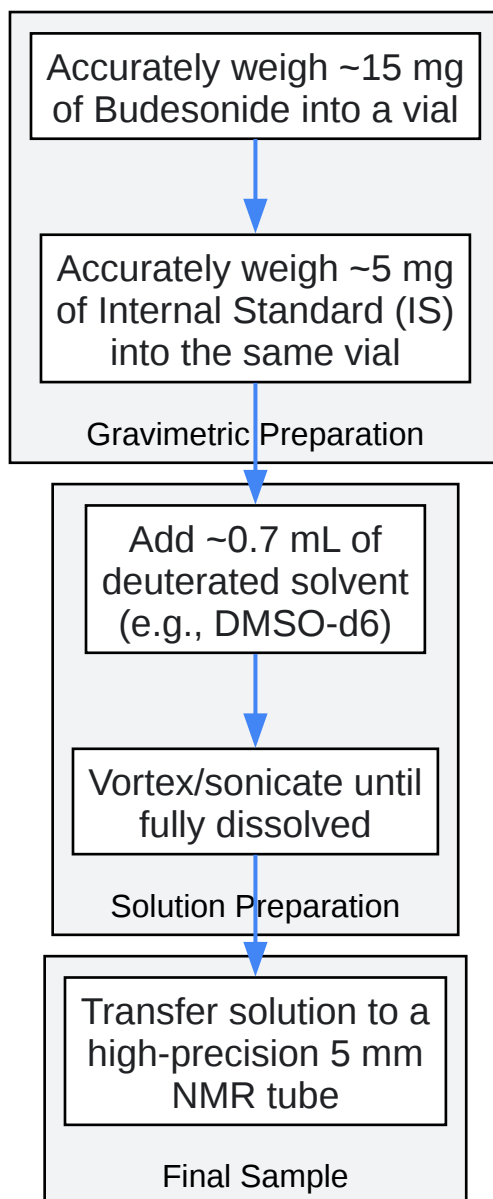 Accurately weigh ~15 mg
of Budesonide into a vial
Accurately weigh ~5 mg
of Internal Standard (IS)
into the same vial
Gravimetric Preparation
Add ~0.7 mL of
deuterated solvent
(e.g., DMSO-d6)
Vortex/sonicate until
fully dissolved
Solution Preparation
Transfer solution to a
high-precision 5 mm
NMR tube
Final Sample